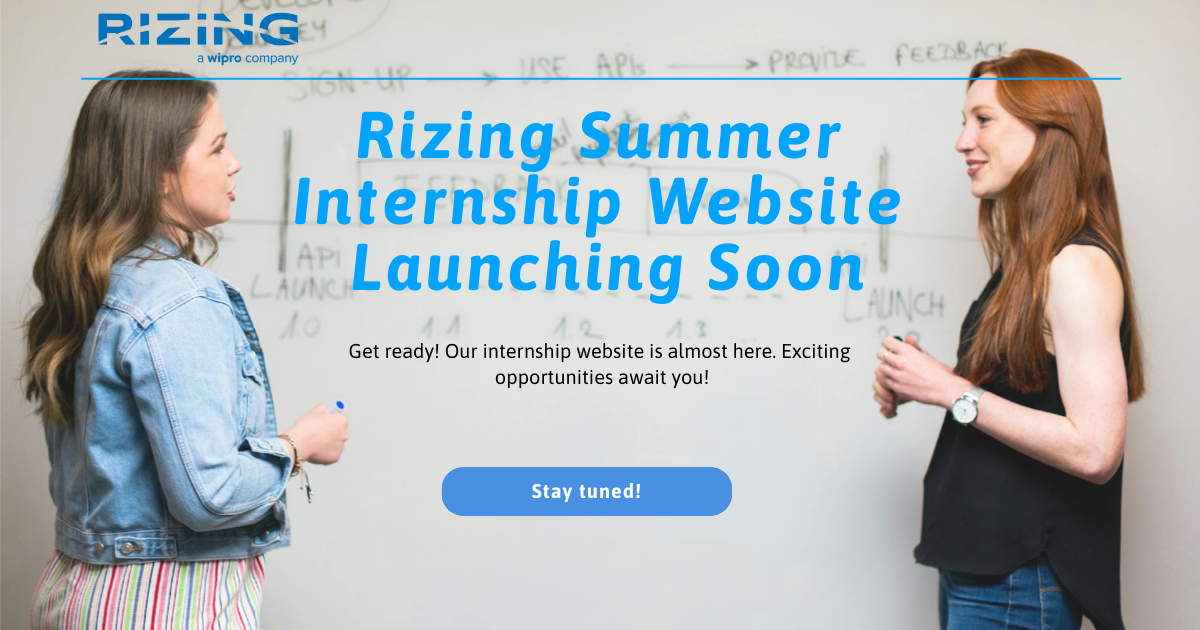 RIZING
a wipro company
SIGN-UP → USE APIs → PROVIDE FEEDBACK
Rizing Summer
Internship Website
Launching Soon
FEEDBACK
API
LAUNCH
LAUNCH
1.0 1.1 1.2 1.3
Get ready! Our internship website is almost here. Exciting
opportunities await you!
Stay tuned!